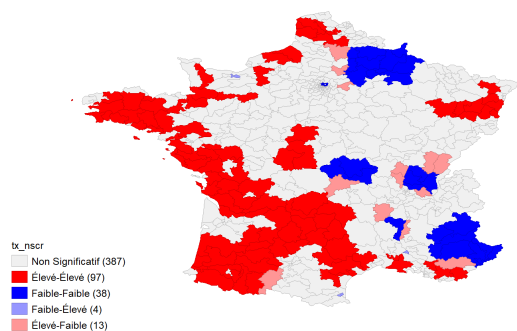 tx_nscr
Non Significatif (387)
Élevé-Élevé (97)
Faible-Faible (38)
Faible-Élevé (4)
Élevé-Faible (13)